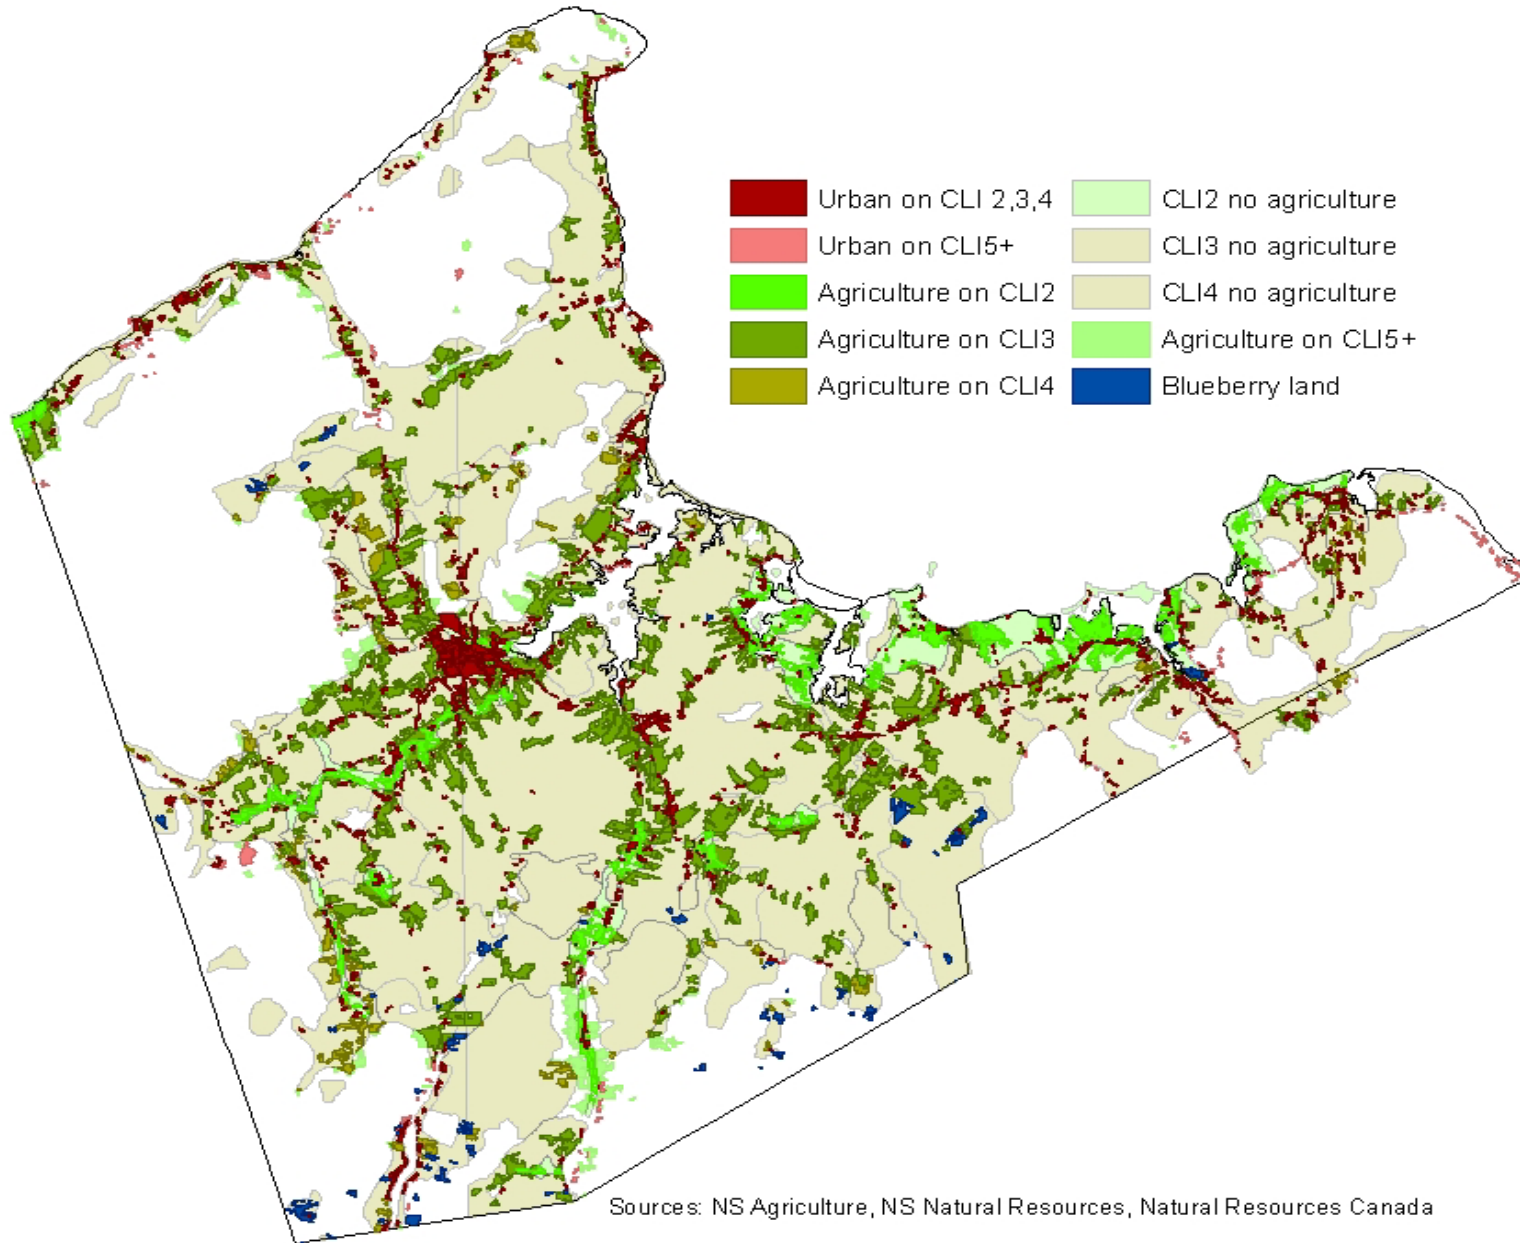 Urban on CLI 2,3,4
Urban on CLI5+
Agriculture on CLI2
Agriculture on CLI3
Agriculture on CLI4
CLI2 no agriculture
CLI3 no agriculture
CLI4 no agriculture
Agriculture on CLI5+
Blueberry land
Sources: NS Agriculture, NS Natural Resources, Natural Resources Canada